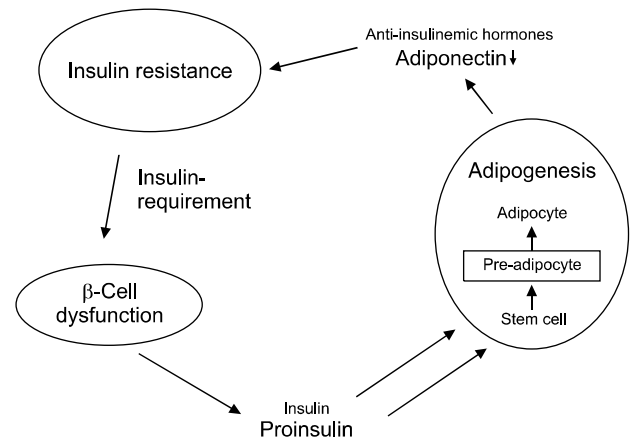 Anti-insulinemic hormones
Adiponectin↓
Insulin resistance
Insulin-
requirement
Adipogenesis
Adipocyte
Pre-adipocyte
Stem cell
β-Cell
dysfunction
Insulin
Proinsulin